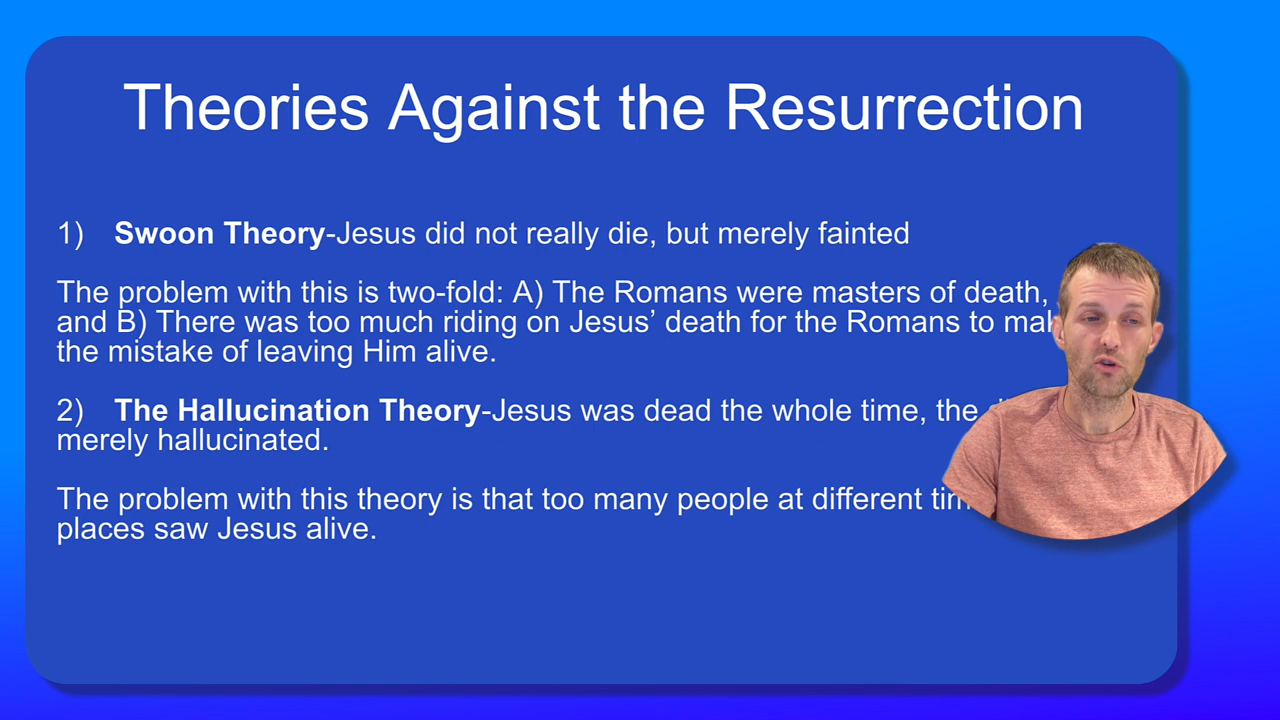 Theories Against the Resurrection
1) Swoon Theory-Jesus did not really die, but merely fainted
The problem with this is two-fold: A) The Romans were masters of death,
and B) There was too much riding on Jesus’ death for the Romans to
the mistake of leaving Him alive.
2) The Hallucination Theory-Jesus was dead the whole time, the
merely hallucinated.
The problem with this theory is that too many people at different
places saw Jesus alive.